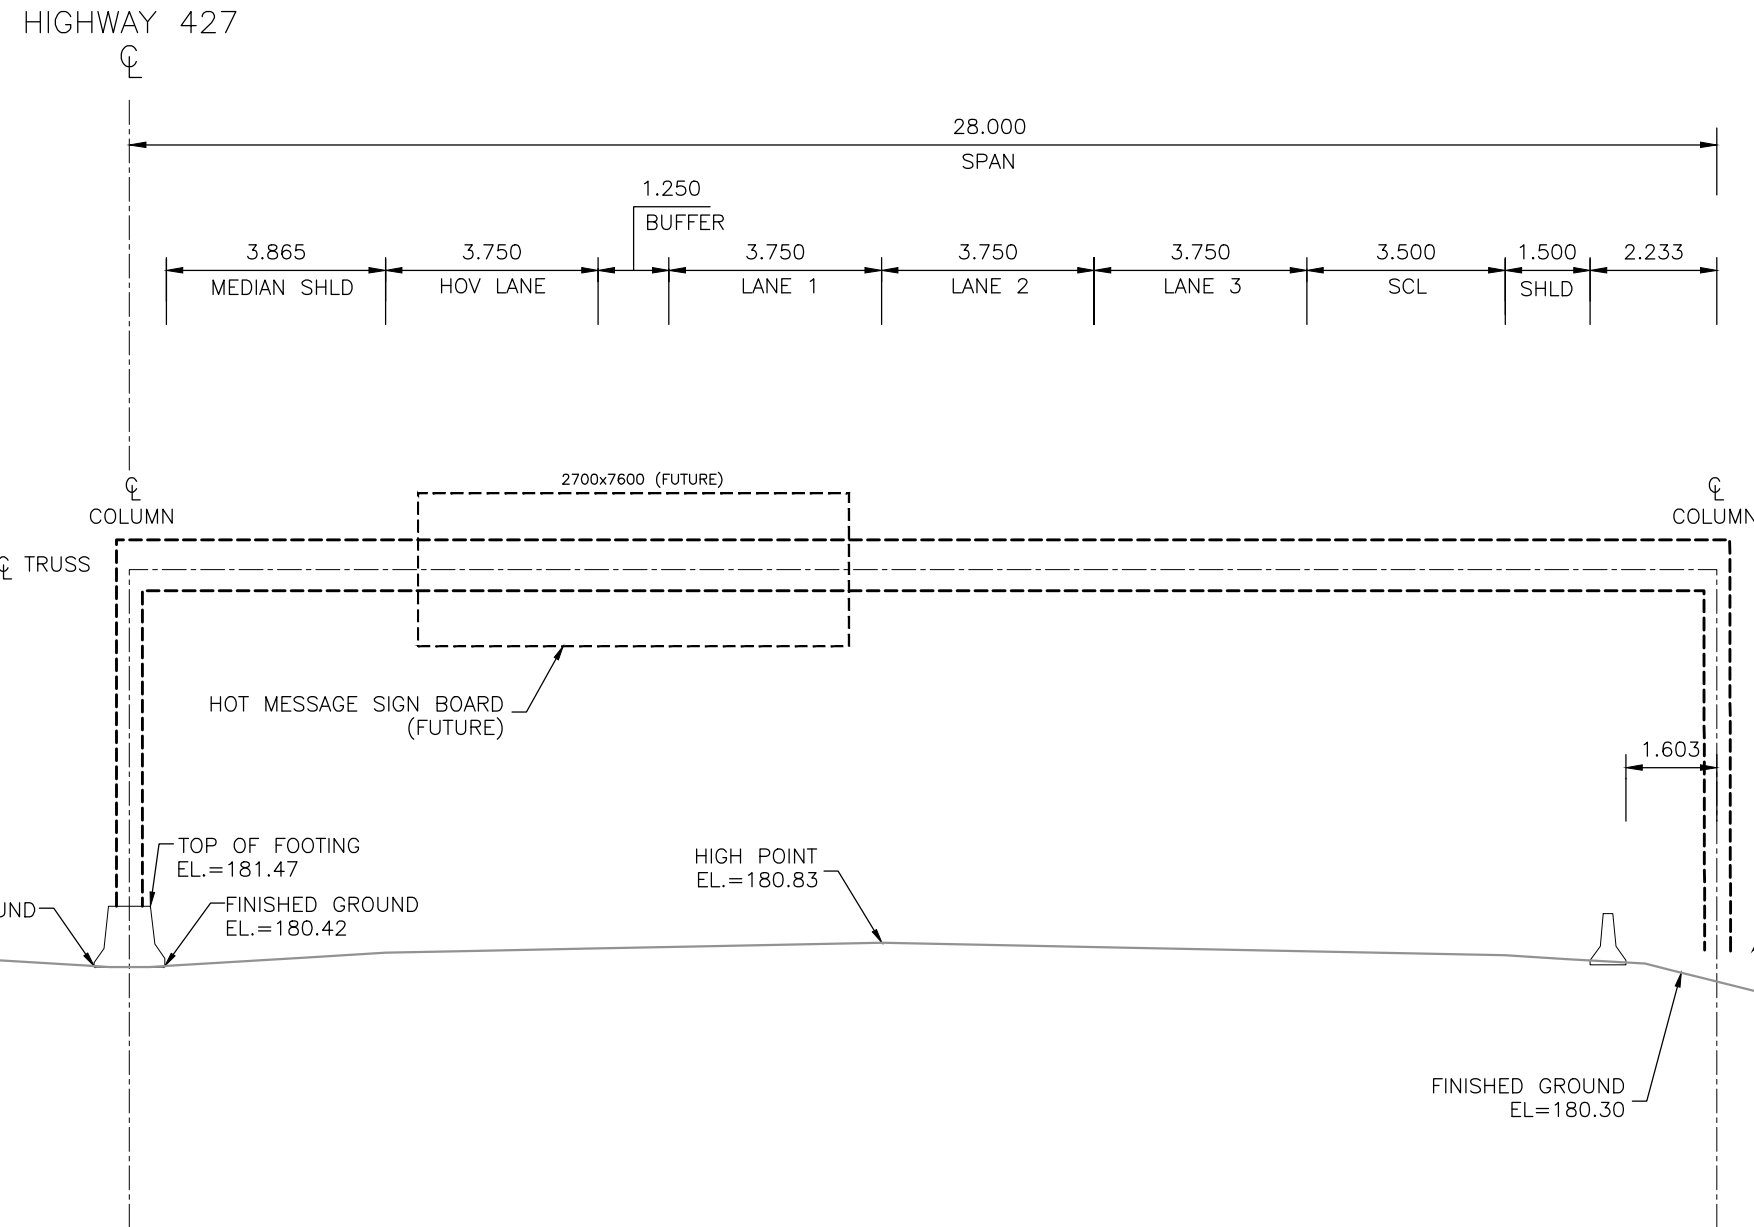 HIGHWAY 427
℄
28.000
SPAN
1.250
BUFFER
3.865
3.750
3.750
3.750
3.750
3.500
1.500
2.233
MEDIAN SHLD
HOV LANE
LANE 1
LANE 2
LANE 3
SCL
SHLD
2700x7600 (FUTURE)
℄
COLUMN
℄
COLUMN
℄ TRUSS
HOT MESSAGE SIGN BOARD
(FUTURE)
1.603
TOP OF FOOTING
EL.=181.47
HIGH POINT
EL.=180.83
UND
FINISHED GROUND
EL.=180.42
FINISHED GROUND
EL=180.30